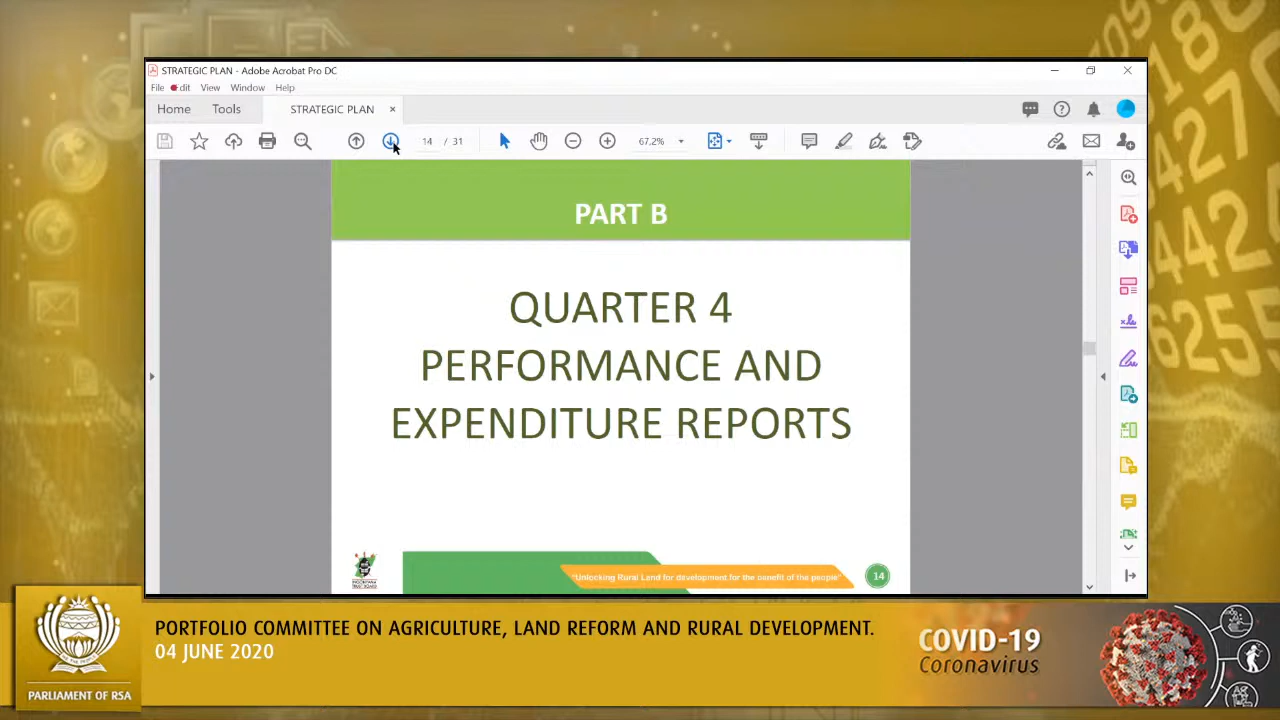 STRATEGIC PLAN - Adobe Acrobat Pro DC
File Edit View Window Help
Home Tools STRATEGIC PLAN ×
14 / 31 67,2%
PART B
QUARTER 4
PERFORMANCE AND
EXPENDITURE REPORTS
"Unlocking Rural Land for development for the benefit of the people" 14
PORTFOLIO COMMITTEE ON AGRICULTURE, LAND REFORM AND RURAL DEVELOPMENT.
04 JUNE 2020
COVID-19
Coronavirus
PARLIAMENT OF RSA